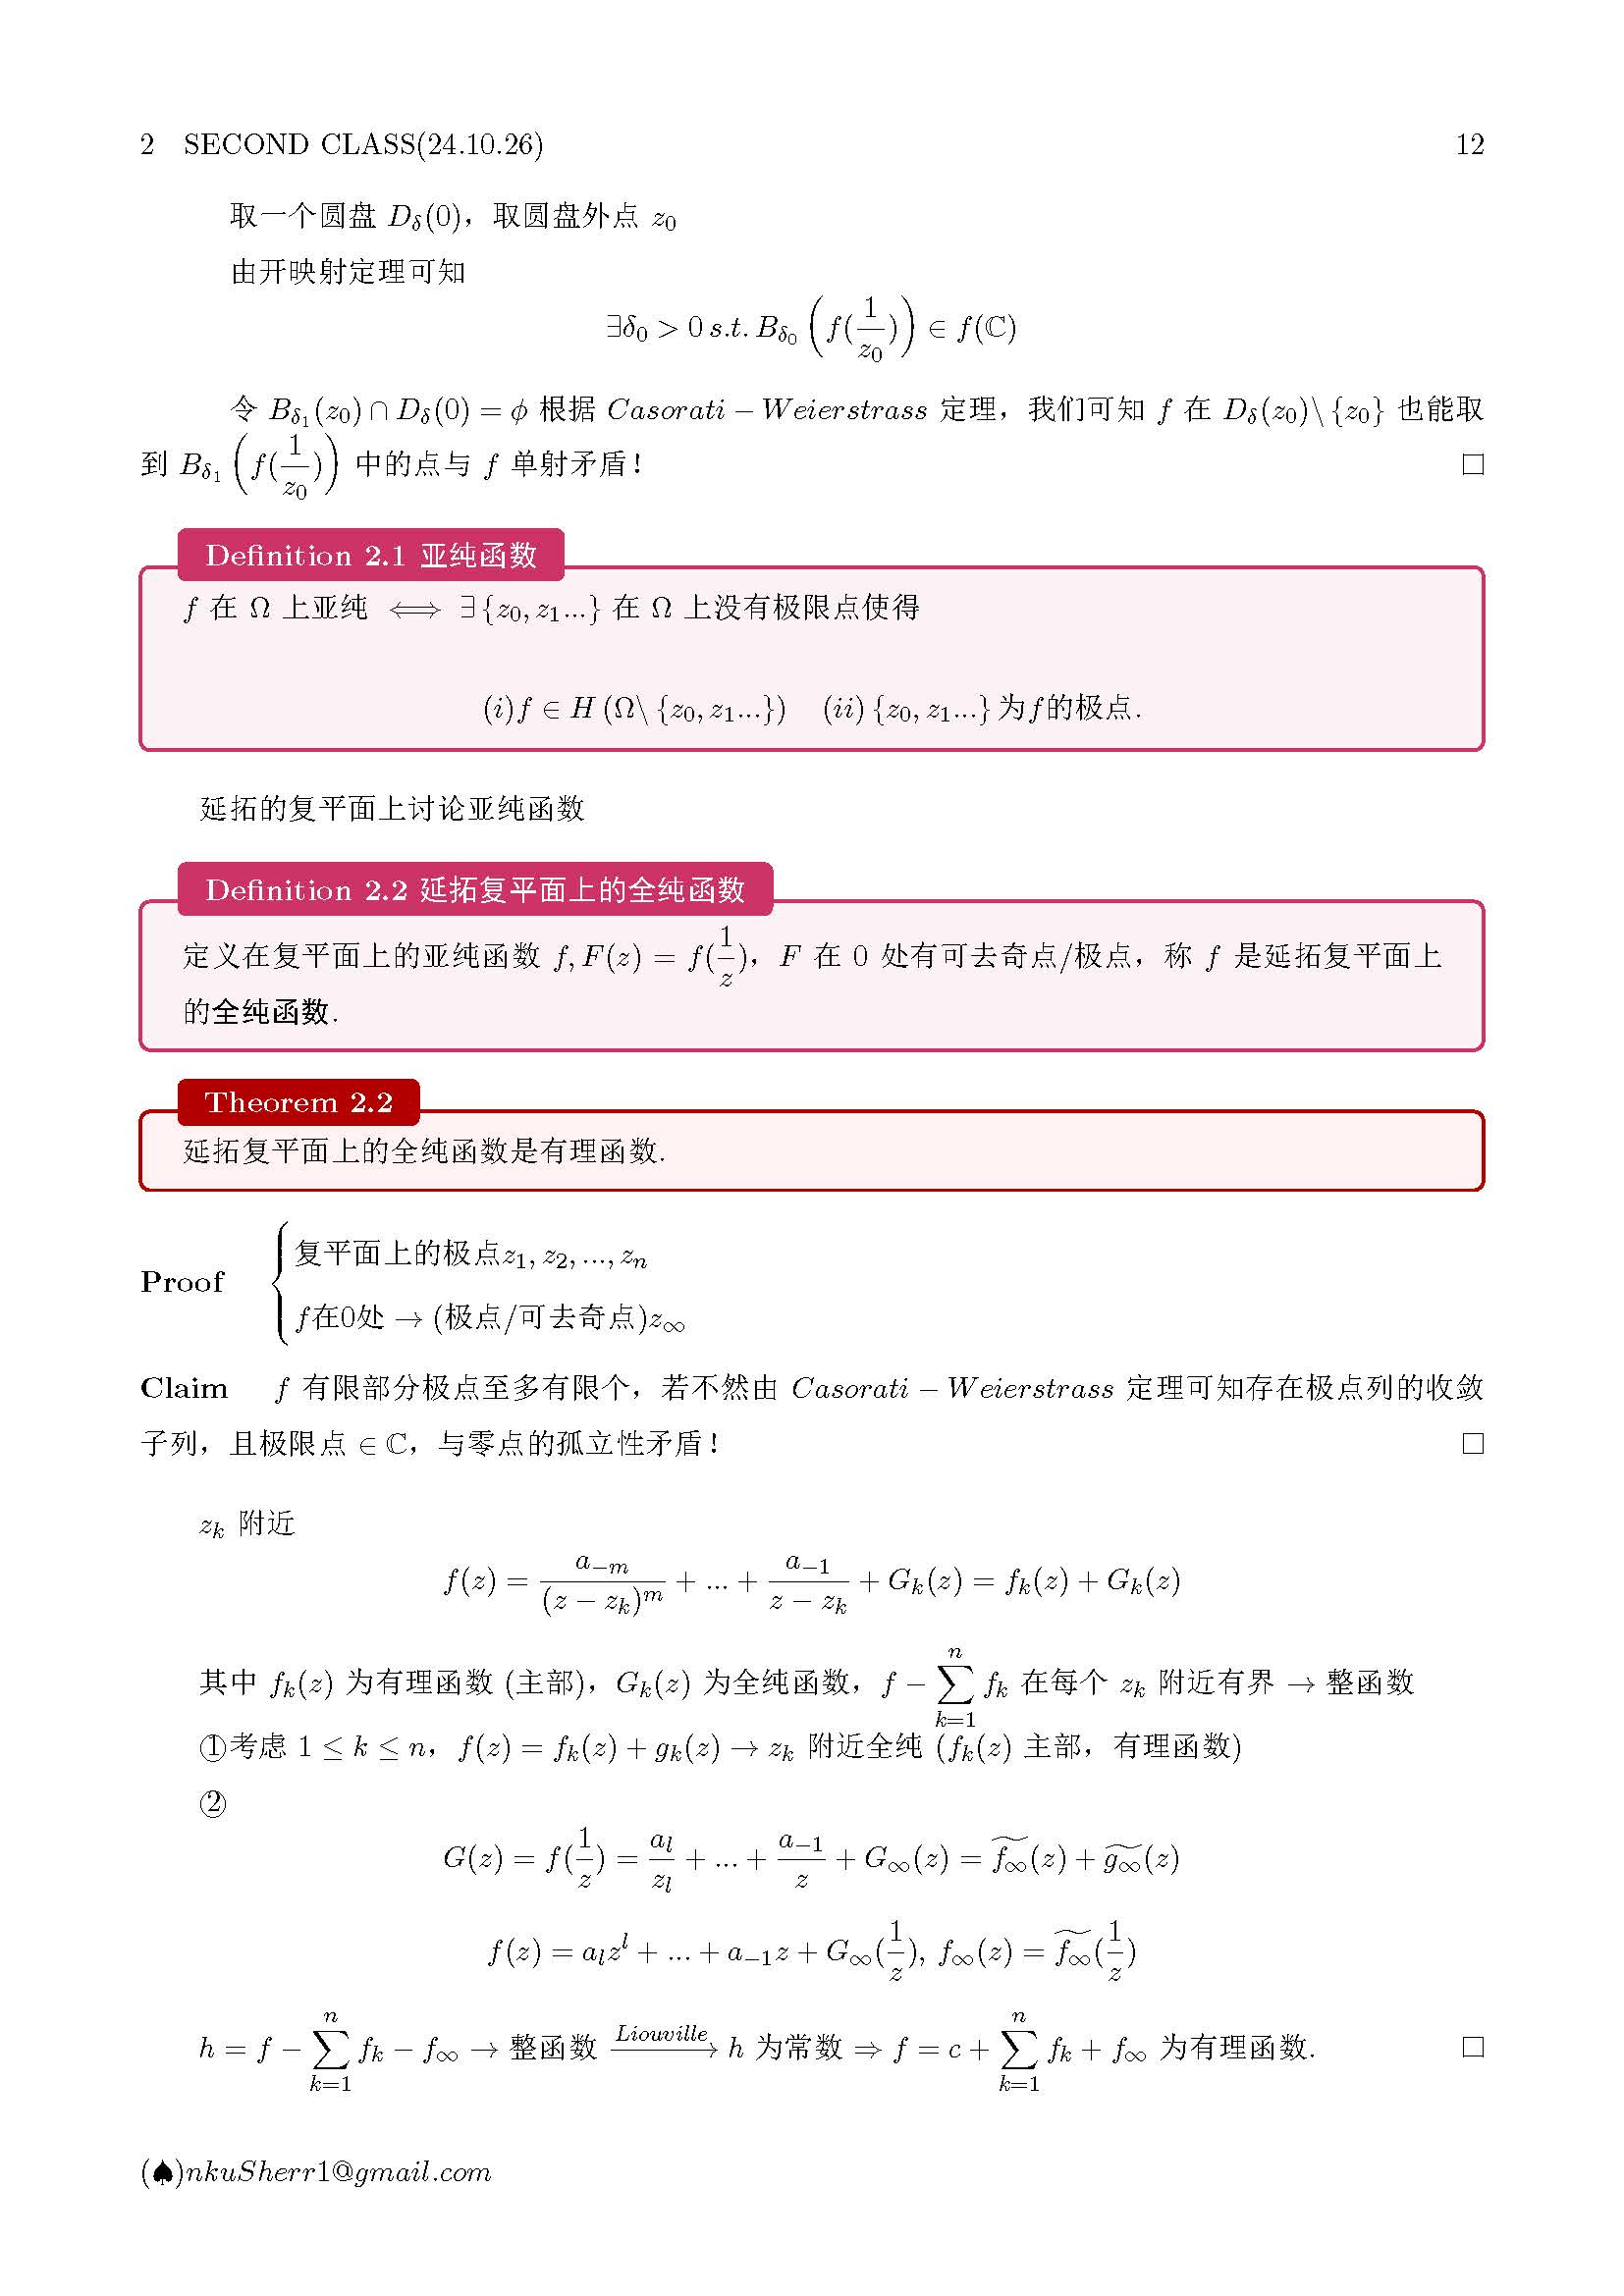 2 SECOND CLASS(24.10.26) 12
取一个圆盘 $D_\delta(0)$，取圆盘外点 $z_0$
由开映射定理可知
$\exists \delta_0 > 0\, s.t.\, B_{\delta_0}\left(f(\frac{1}{z_0})\right) \in f(\mathbb{C})$
令 $B_{\delta_1}(z_0) \cap D_\delta(0) = \phi$ 根据 $Casorati-Weierstrass$ 定理，我们可知 $f$ 在 $D_\delta(z_0)\backslash\{z_0\}$ 也能取
到 $B_{\delta_1}\left(f(\frac{1}{z_0})\right)$ 中的点与 $f$ 单射矛盾！ □
Definition 2.1 亚纯函数
$f$ 在 $\Omega$ 上亚纯 $\iff \exists \{z_0, z_1...\}$ 在 $\Omega$ 上没有极限点使得
$(i) f \in H(\Omega\backslash\{z_0, z_1...\})$ $(ii) \{z_0, z_1...\}$ 为$f$的极点.
延拓的复平面上讨论亚纯函数
Definition 2.2 延拓复平面上的全纯函数
定义在复平面上的亚纯函数 $f, F(z) = f(\frac{1}{z})$，$F$ 在 0 处有可去奇点/极点，称 $f$ 是延拓复平面上
的全纯函数.
Theorem 2.2
延拓复平面上的全纯函数是有理函数.
Proof $\begin{cases} 复平面上的极点z_1, z_2, ..., z_n \\ f在0处 \to (极点/可去奇点)z_\infty \end{cases}$
Claim $f$ 有限部分极点至多有限个，若不然由 $Casorati-Weierstrass$ 定理可知存在极点列的收敛
子列，且极限点 $\in \mathbb{C}$，与零点的孤立性矛盾！ □
$z_k$ 附近
$f(z) = \frac{a_{-m}}{(z-z_k)^m} + ... + \frac{a_{-1}}{z-z_k} + G_k(z) = f_k(z) + G_k(z)$
其中 $f_k(z)$ 为有理函数 (主部)，$G_k(z)$ 为全纯函数，$f - \sum_{k=1}^{n} f_k$ 在每个 $z_k$ 附近有界 $\to$ 整函数
①考虑 $1 \le k \le n$，$f(z) = f_k(z) + g_k(z) \to z_k$ 附近全纯 ($f_k(z)$ 主部，有理函数)
②
$G(z) = f(\frac{1}{z}) = \frac{a_l}{z_l} + ... + \frac{a_{-1}}{z} + G_\infty(z) = \widetilde{f_\infty}(z) + \widetilde{g_\infty}(z)$
$f(z) = a_l z^l + ... + a_{-1}z + G_\infty(\frac{1}{z}),\ f_\infty(z) = \widetilde{f_\infty}(\frac{1}{z})$
$h = f - \sum_{k=1}^{n} f_k - f_\infty \to$ 整函数 $\xrightarrow{Liouville} h$ 为常数 $\Rightarrow f = c + \sum_{k=1}^{n} f_k + f_\infty$ 为有理函数. □
(♠)nkuSherr1@gmail.com